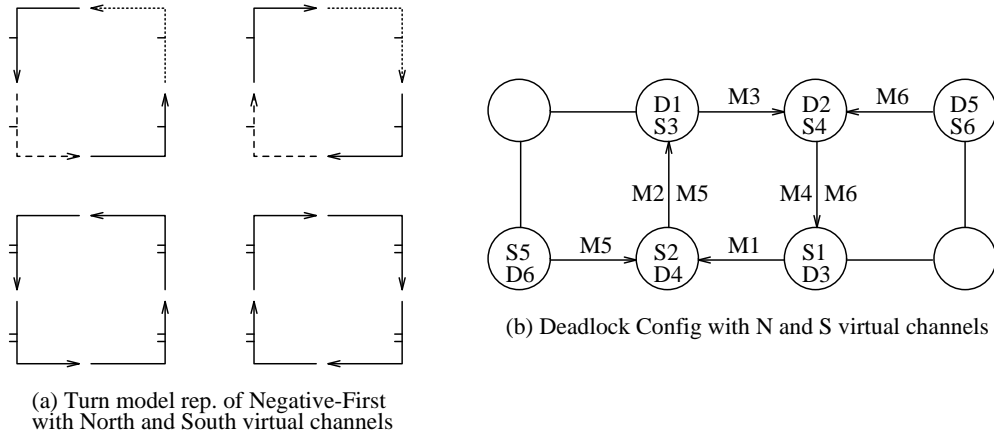 D1
S3
M3
D2
S4
M6
D5
S6
M2 M5
M4 M6
S5
D6
M5
S2
D4
M1
S1
D3
(b) Deadlock Config with N and S virtual channels
(a) Turn model rep. of Negative-First
with North and South virtual channels